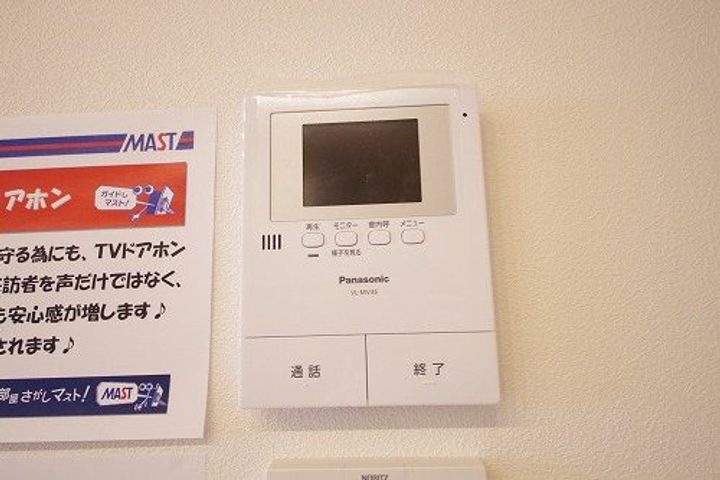 MAST
アホン
ガイドし
マスト!
守る為にも、TVドアホン
訪者を声だけではなく、
も安心感が増します♪
されます♪
部屋さがしマスト!
MAST
再生
モニター
室内呼
メニュー
様子を見る
Panasonic
通話
終了
NORITZ